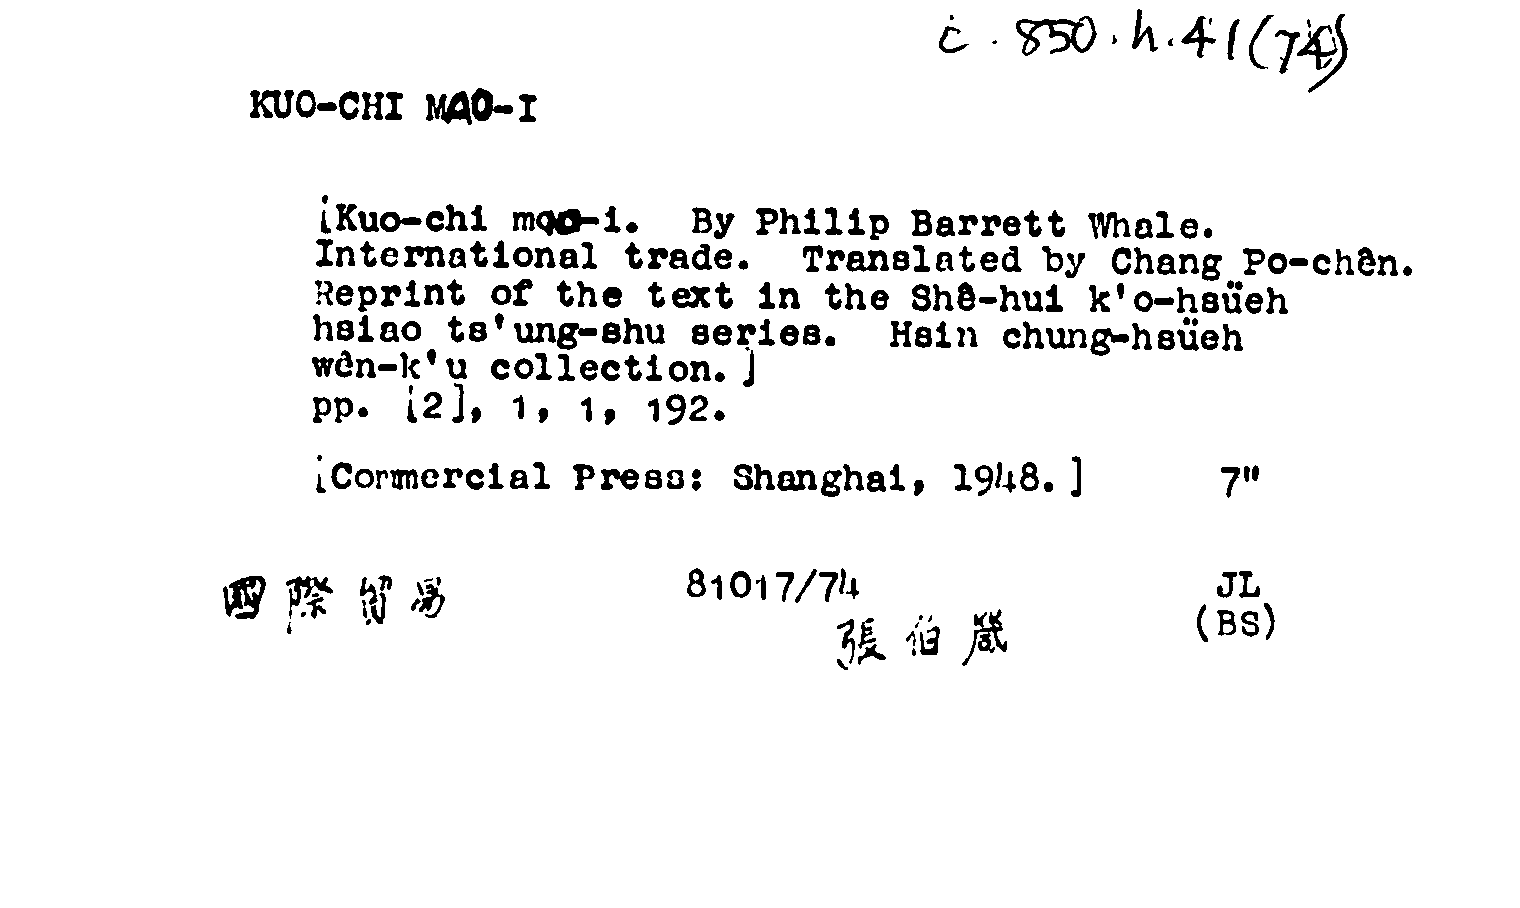 c.850.h.41(74)
KUO-CHI MAO-I
[Kuo-chi mao-i. By Philip Barrett Whale.
International trade. Translated by Chang Po-chên.
Reprint of the text in the Shê-hui k'o-hsüeh
hsiao ts'ung-shu series. Hsin chung-hsüeh
wên-k'u collection.]
pp. [2], 1, 1, 192.
[Commercial Press: Shanghai, 1948.] 7"
國際貿易 81017/74 JL
張伯箴 (BS)